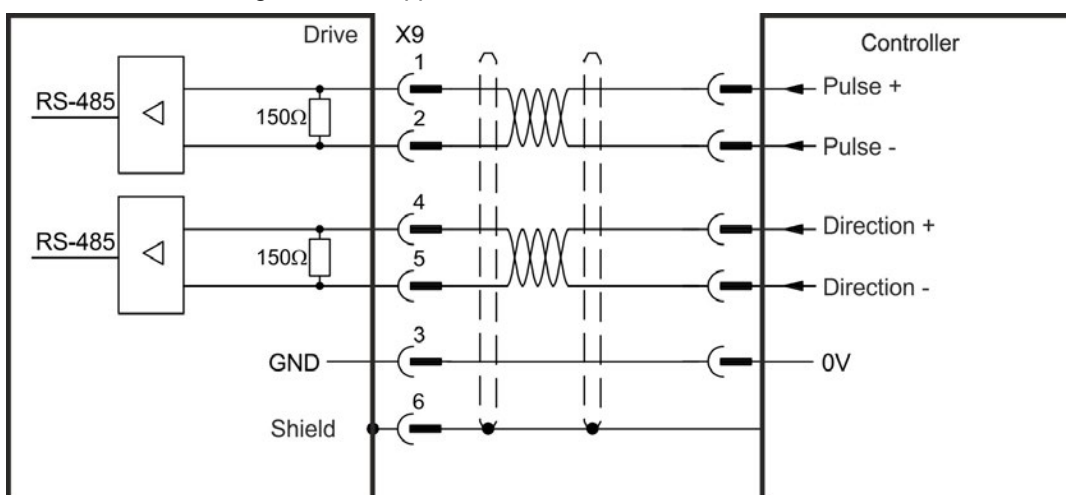 Drive
X9
Controller
1
Pulse +
RS-485
150Ω
2
Pulse -
4
Direction +
RS-485
150Ω
5
Direction -
3
GND
0V
6
Shield